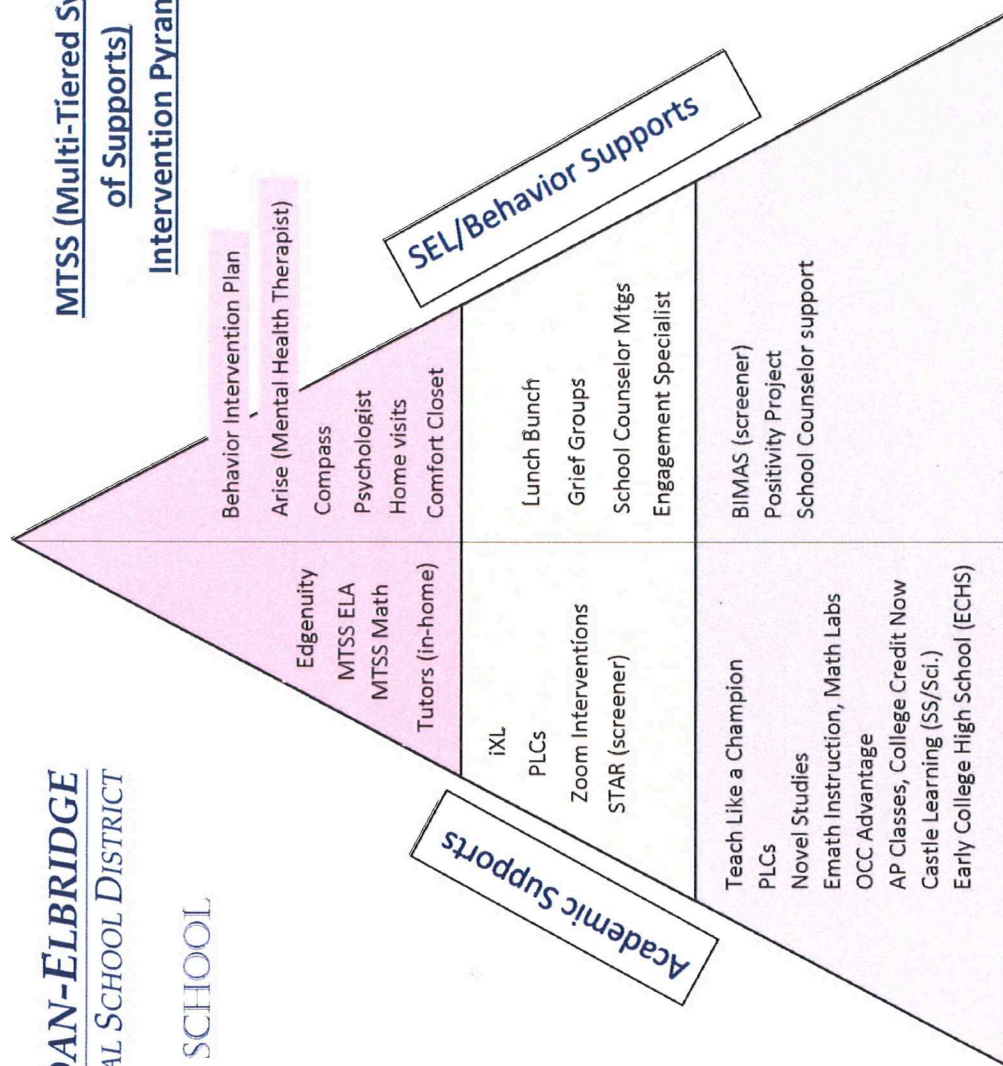 DAN-ELBRIDGE
AL SCHOOL DISTRICT
SCHOOL
MTSS (Multi-Tiered Sy
of Supports)
Intervention Pyran
Academic Supports
SEL/Behavior Supports
Edgenuity
MTSS ELA
MTSS Math
Tutors (in-home)
Behavior Intervention Plan
Arise (Mental Health Therapist)
Compass
Psychologist
Home visits
Comfort Closet
iXL
PLCs
Zoom Interventions
STAR (screener)
Lunch Bunch
Grief Groups
School Counselor Mtgs
Engagement Specialist
Teach Like a Champion
PLCs
Novel Studies
Emath Instruction, Math Labs
OCC Advantage
AP Classes, College Credit Now
Castle Learning (SS/Sci.)
Early College High School (ECHS)
BIMAS (screener)
Positivity Project
School Counselor support